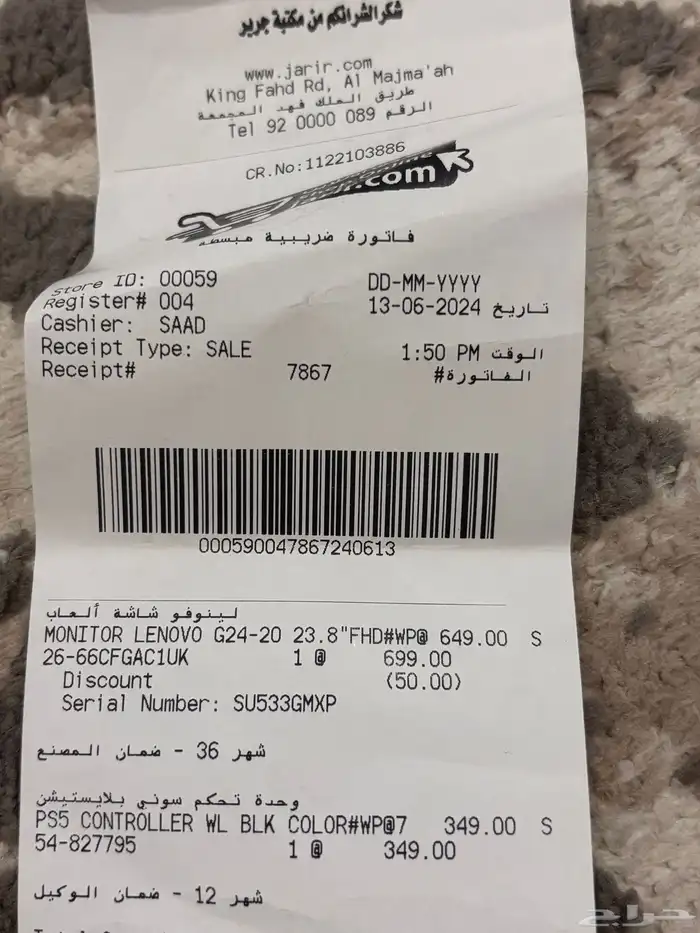 شكر الشرائكم من مكتبة جرير
www.jarir.com
King Fahd Rd, Al Majma'ah
طريق الملك فهد المجمعة
الرقم Tel 92 0000 089
CR.No:1122103886
.com
فاتورة ضريبية مبسطة
Store ID: 00059 DD-MM-YYYY
Register# 004 13-06-2024 تاريخ
Cashier: SAAD
Receipt Type: SALE 1:50 PM الوقت
Receipt# 7867 الفاتورة#
000590047867240613
لينوفو شاشة ألعاب
MONITOR LENOVO G24-20 23.8"FHD#WP@ 649.00 S
26-66CFGAC1UK 1 @ 699.00
Discount (50.00)
Serial Number: SU533GMXP
شهر 36 - ضمان المصنع
وحدة تحكم سوني بلايستيشن
PS5 CONTROLLER WL BLK COLOR#WP@7 349.00 S
54-827795 1 @ 349.00
شهر 12 - ضمان الوكيل
حراج